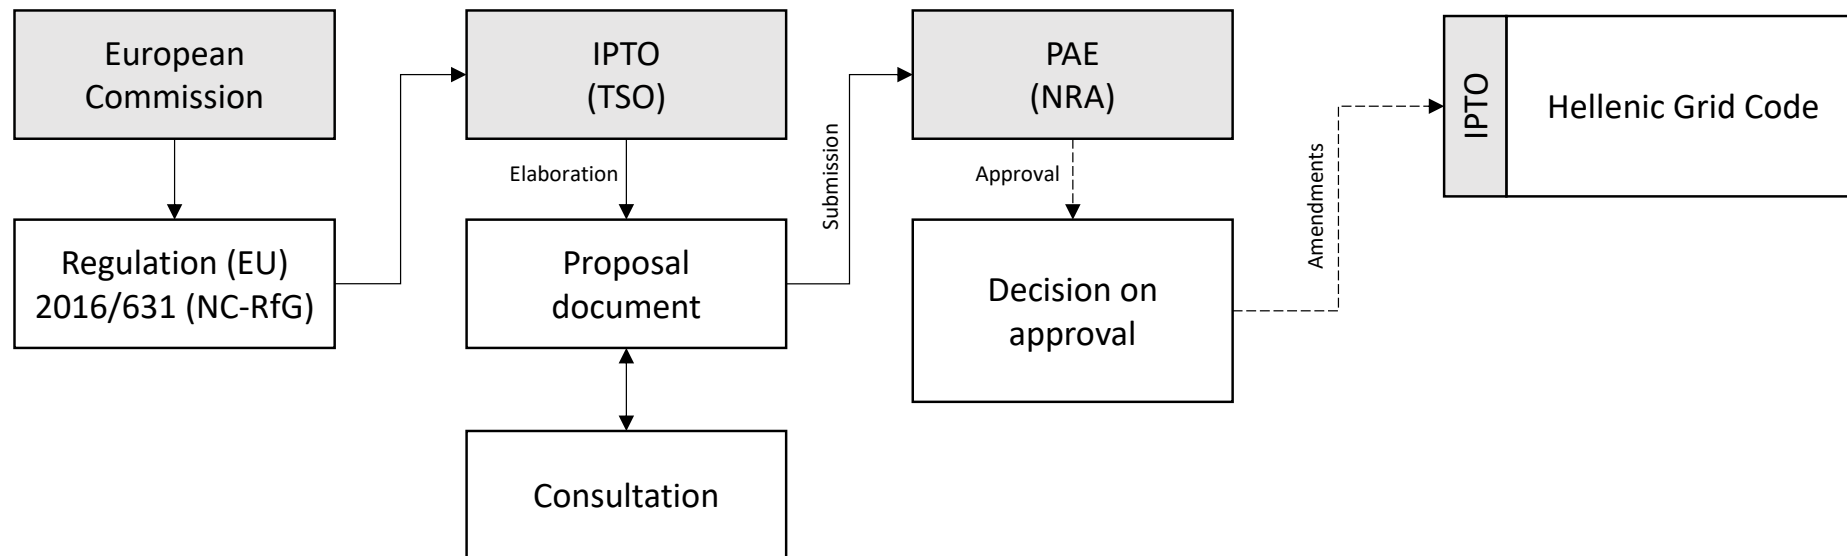 European
Commission
IPTO
(TSO)
PAE
(NRA)
IPTO
Hellenic Grid Code
Elaboration
Submission
Approval
Amendments
Regulation (EU)
2016/631 (NC-RfG)
Proposal
document
Decision on
approval
Consultation